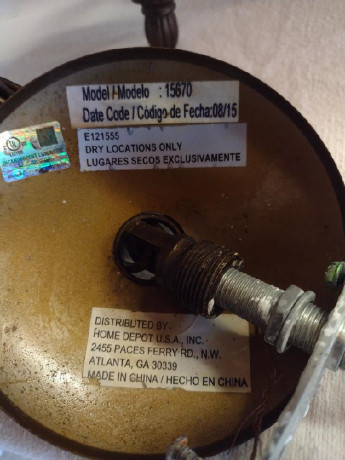 Model / Modelo : 15670
Date Code / Código de Fecha:08/15
E121555
DRY LOCATIONS ONLY
LUGARES SECOS EXCLUSIVAMENTE
UL
DISTRIBUTED BY
HOME DEPOT U.S.A., INC.
2455 PACES FERRY RD., N.W.
ATLANTA, GA 30339
MADE IN CHINA / HECHO EN CHINA